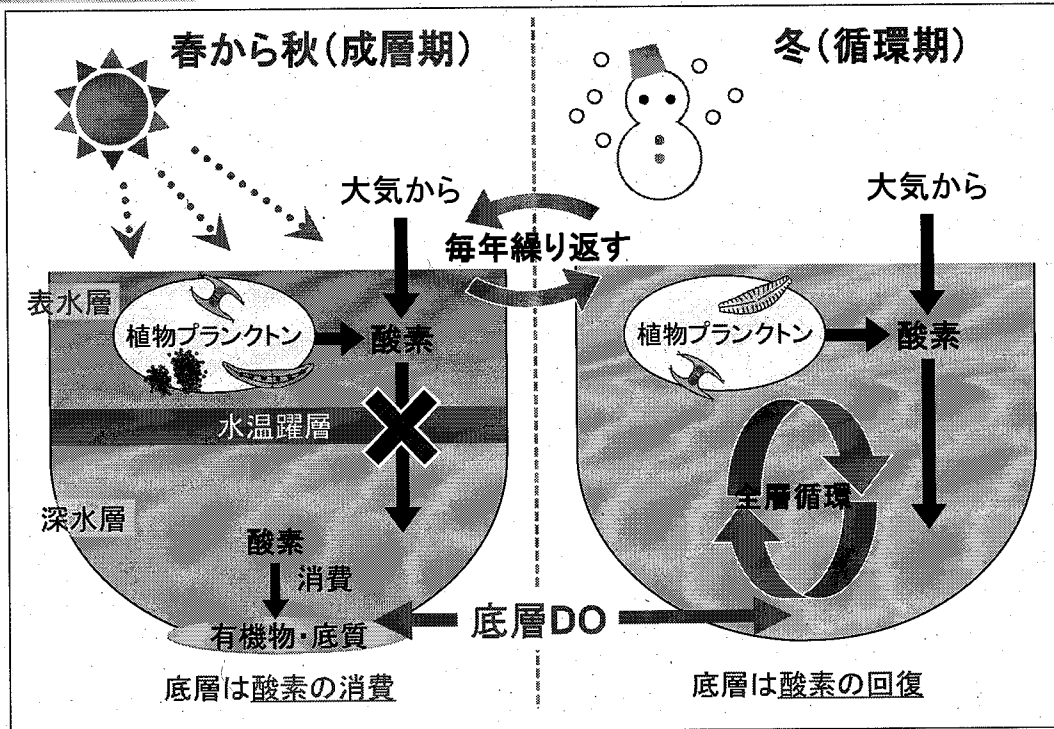 春から秋(成層期)
大気から
表水層
植物プランクトン
酸素
水温躍層
深水層
酸素
消費
有機物・底質
底層は酸素の消費
毎年繰り返す
底層DO
冬(循環期)
大気から
植物プランクトン
酸素
全層循環
底層は酸素の回復